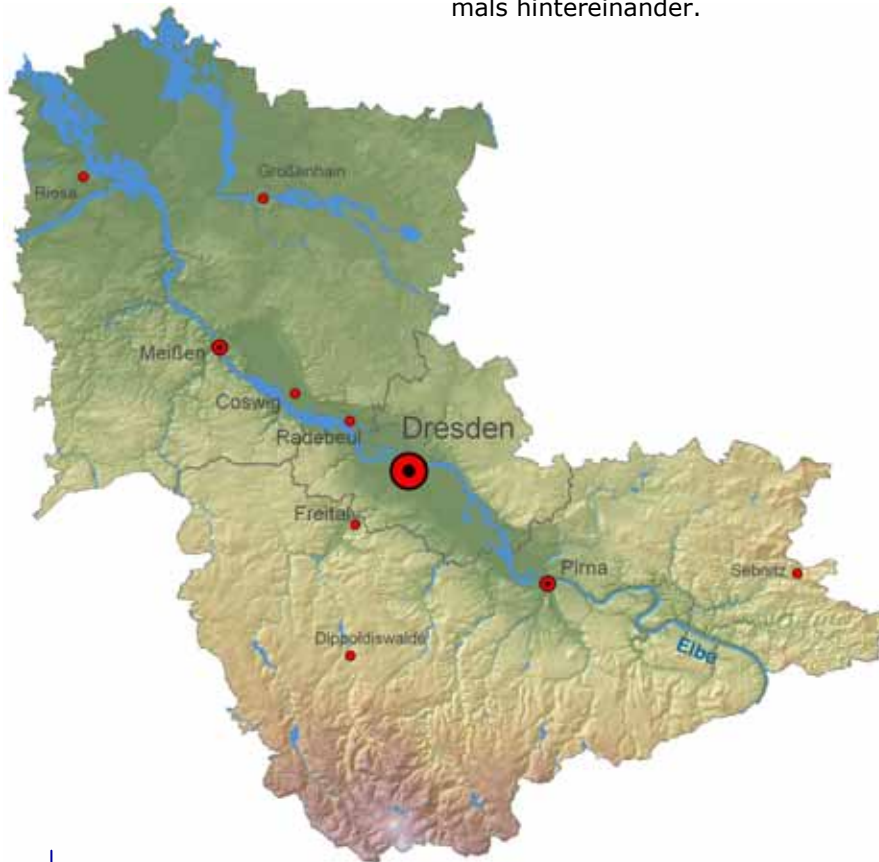 mals hintereinander.
Großenhain
Riesa
Meißen
Coswig
Radebeul
Dresden
Freital
Pirna
Sebnitz
Dippoldiswalde
Elbe